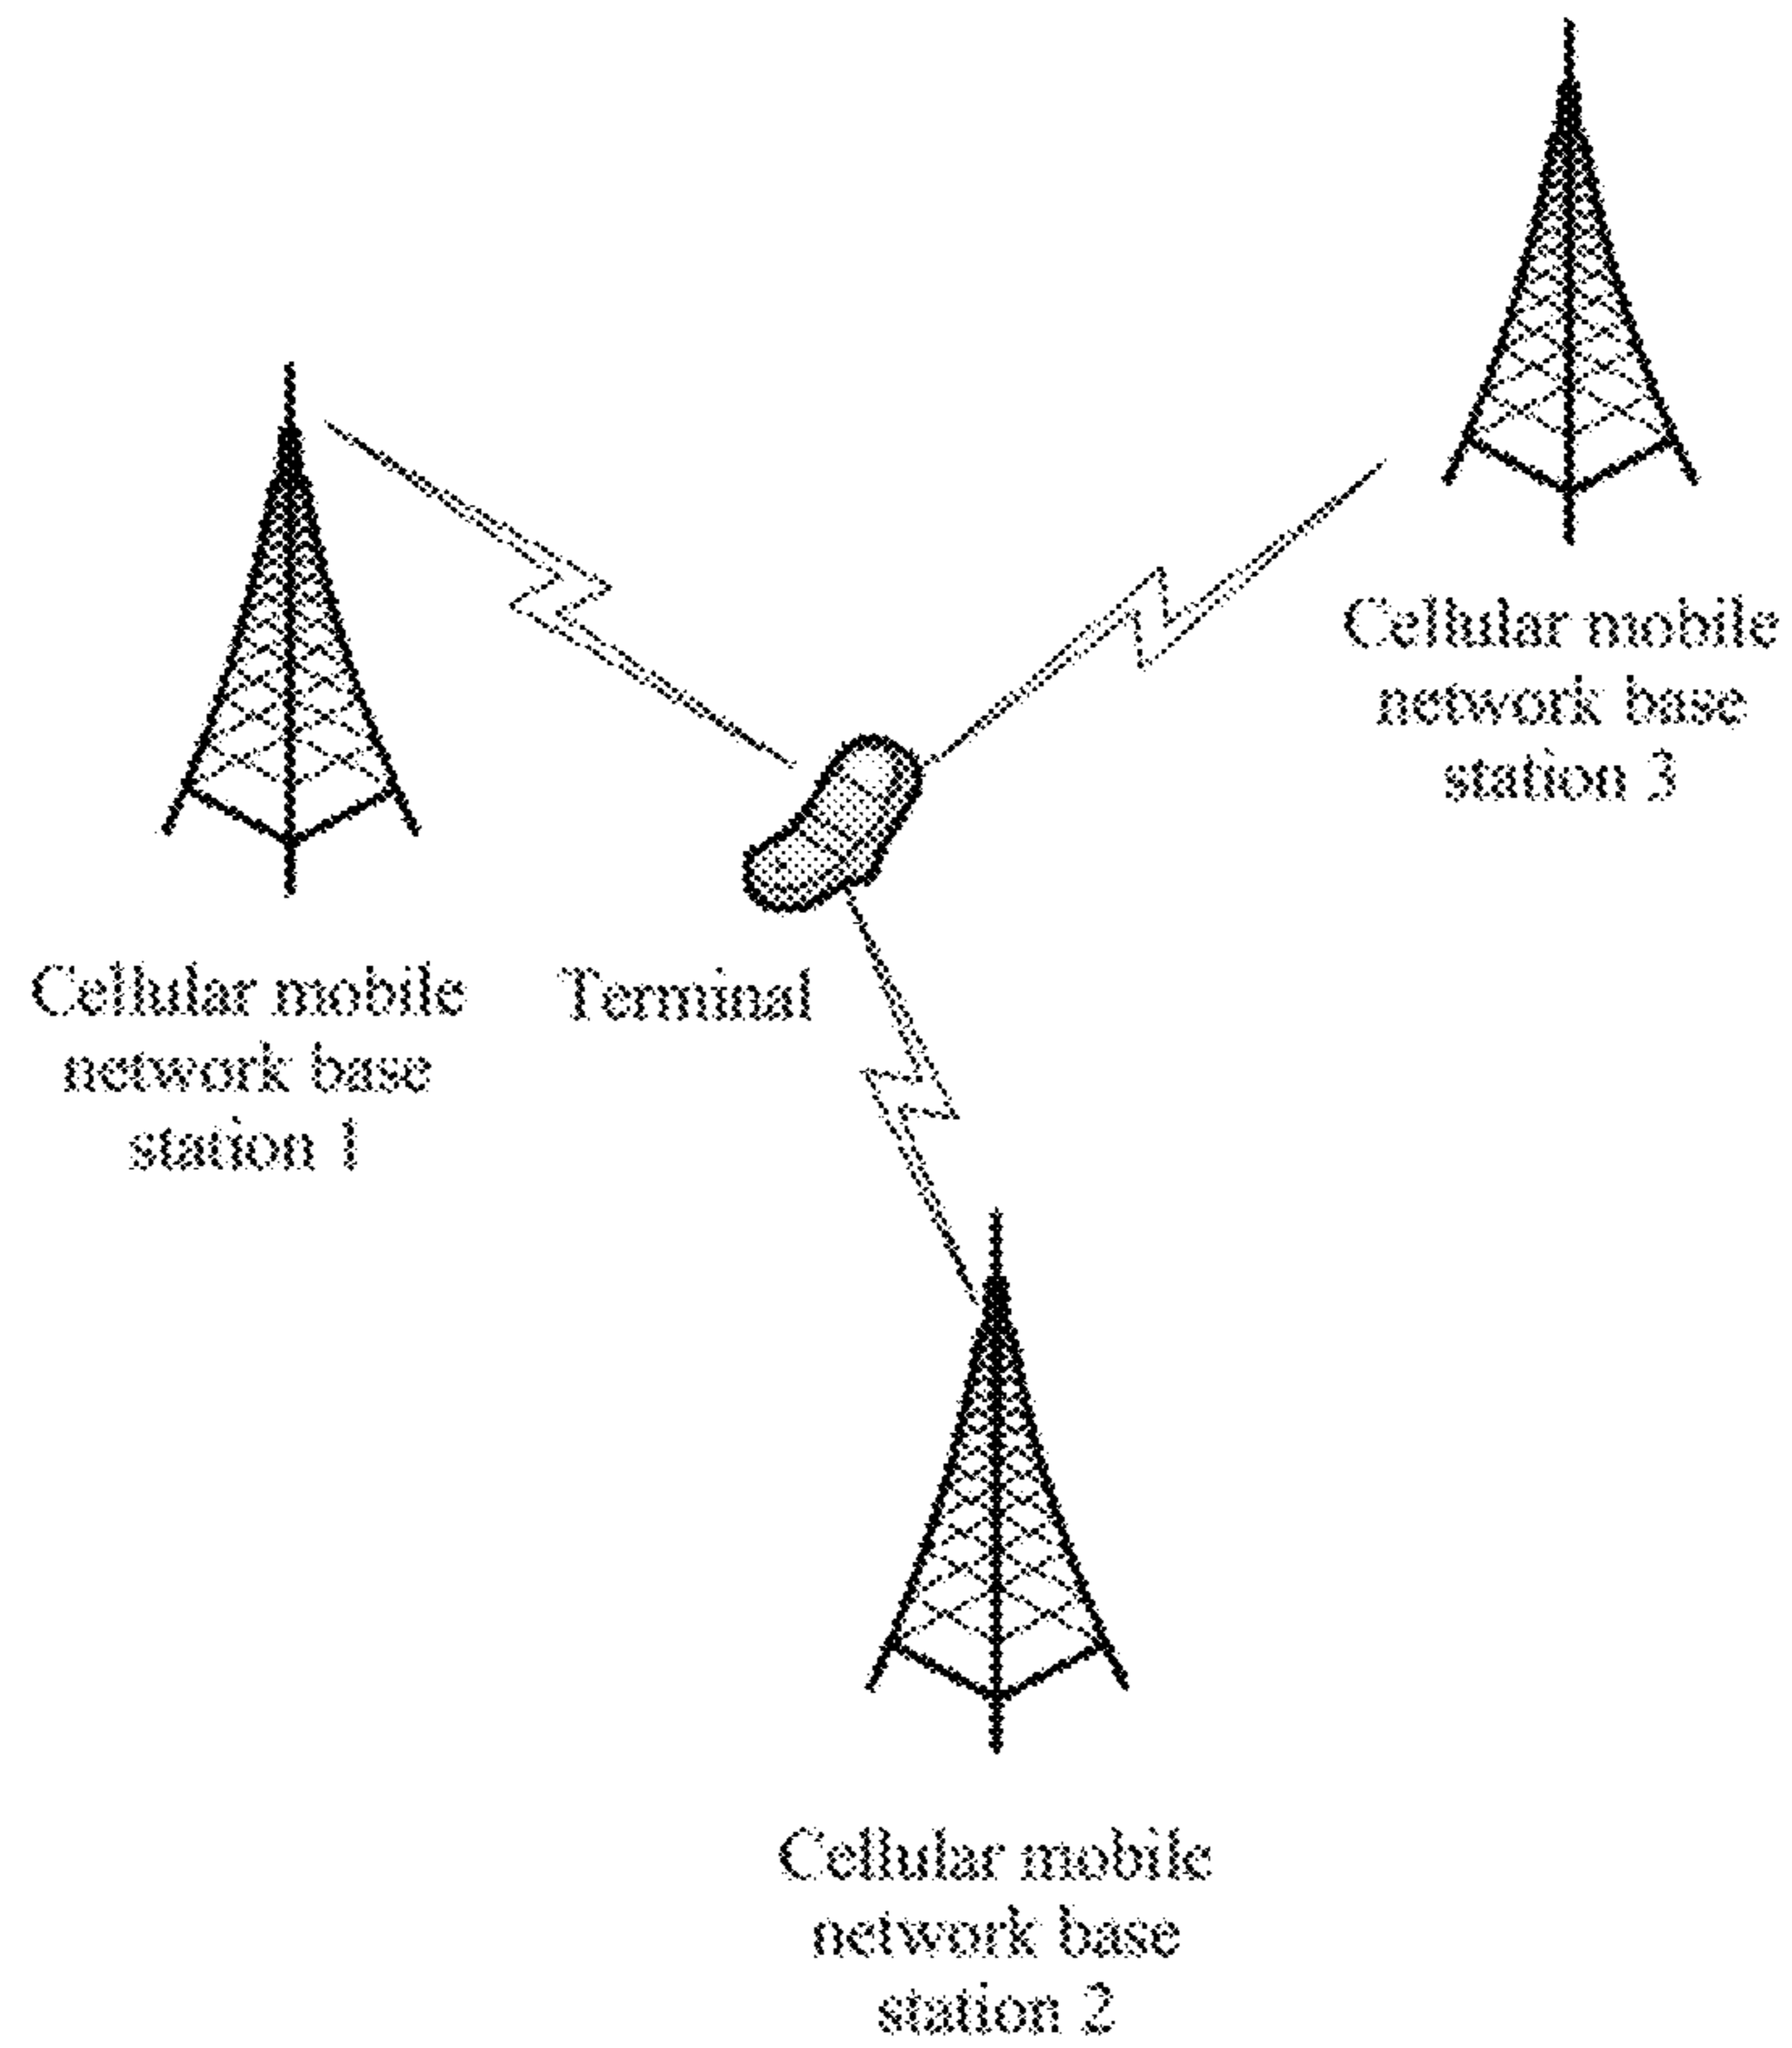 Cellular mobile
network base
station 3
Cellular mobile
network base
station 1
Terminal
Cellular mobile
network base
station 2